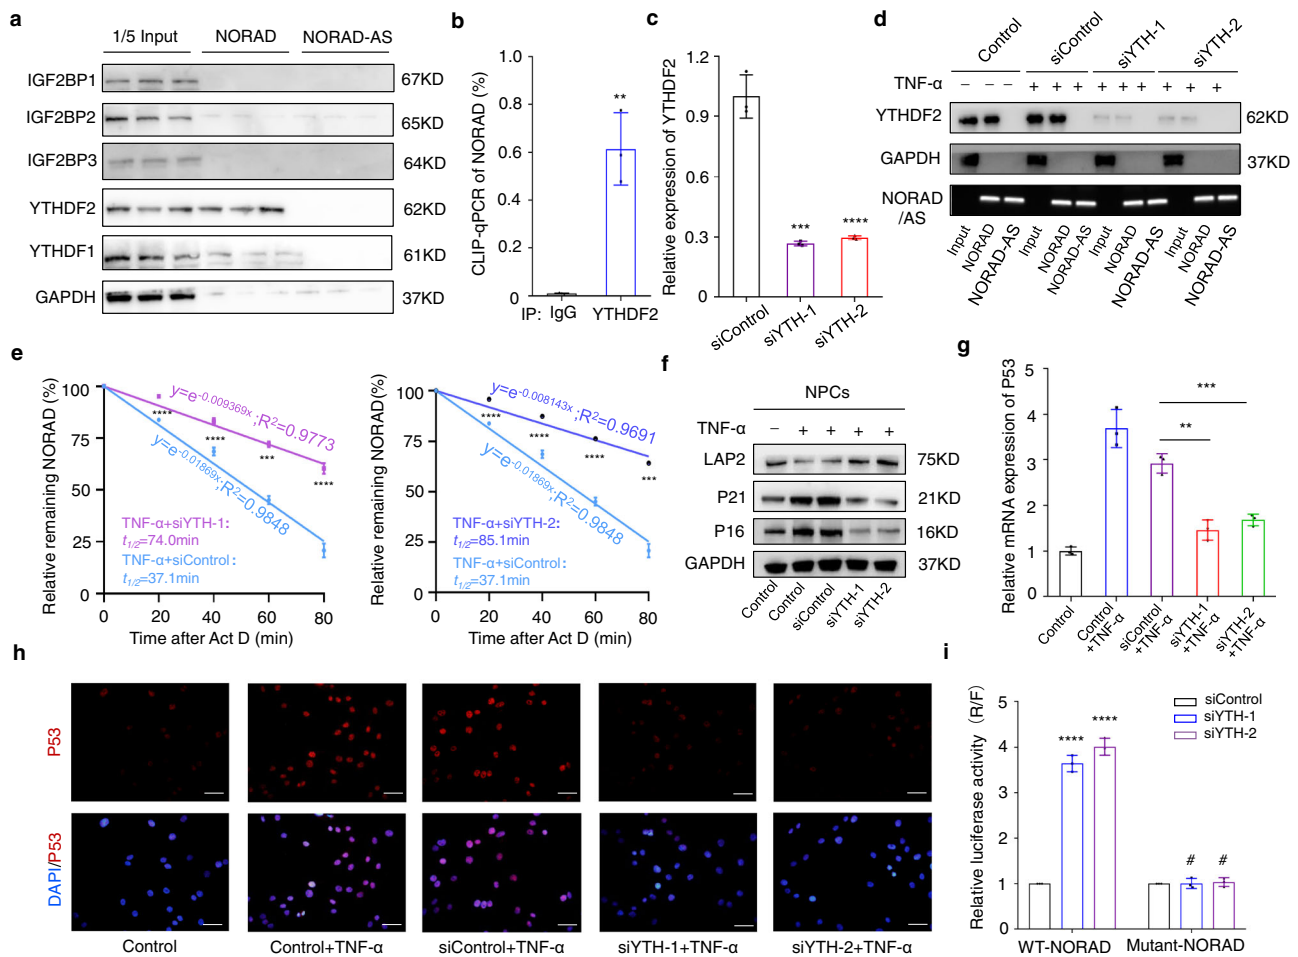 a
1/5 Input NORAD NORAD-AS
IGF2BP1 67KD
IGF2BP2 65KD
IGF2BP3 64KD
YTHDF2 62KD
YTHDF1 61KD
GAPDH 37KD
b
CLIP-qPCR of NORAD (%)
1.0
0.8
0.6
0.4
0.2
0
**
IP: IgG YTHDF2
c
Relative expression of YTHDF2
1.2
0.9
0.6
0.3
0
*** ****
siControl siYTH-1 siYTH-2
d
Control siControl siYTH-1 siYTH-2
TNF-α − − − + + + + + + + + +
YTHDF2 62KD
GAPDH 37KD
NORAD
/AS
Input NORAD NORAD-AS Input NORAD NORAD-AS Input NORAD NORAD-AS Input NORAD NORAD-AS
e
Relative remaining NORAD (%)
100
75
50
25
0
y=e-0.009369x;R2=0.9773
y=e-0.01869x;R2=0.9848
**** **** *** ****
TNF-α+siYTH-1:
t1/2=74.0min
TNF-α+siControl:
t1/2=37.1min
0 20 40 60 80
Time after Act D (min)
Relative remaining NORAD(%)
100
75
50
25
0
y=e-0.008143x;R2=0.9691
y=e-0.01869x;R2=0.9848
**** **** **** ***
TNF-α+siYTH-2:
t1/2=85.1min
TNF-α+siControl:
t1/2=37.1min
0 20 40 60 80
Time after Act D (min)
f
NPCs
TNF-α − + + + +
LAP2 75KD
P21 21KD
P16 16KD
GAPDH 37KD
Control Control siControl siYTH-1 siYTH-2
g
Relative mRNA expression of P53
5
4
3
2
1
0
***
**
Control
Control
+TNF-α
siControl
+TNF-α
siYTH-1
+TNF-α
siYTH-2
+TNF-α
h
P53
DAPI/P53
Control Control+TNF-α siControl+TNF-α siYTH-1+TNF-α siYTH-2+TNF-α
i
Relative luciferase activity (R/F)
5
4
3
2
1
0
siControl
siYTH-1
siYTH-2
**** ****
# #
WT-NORAD Mutant-NORAD